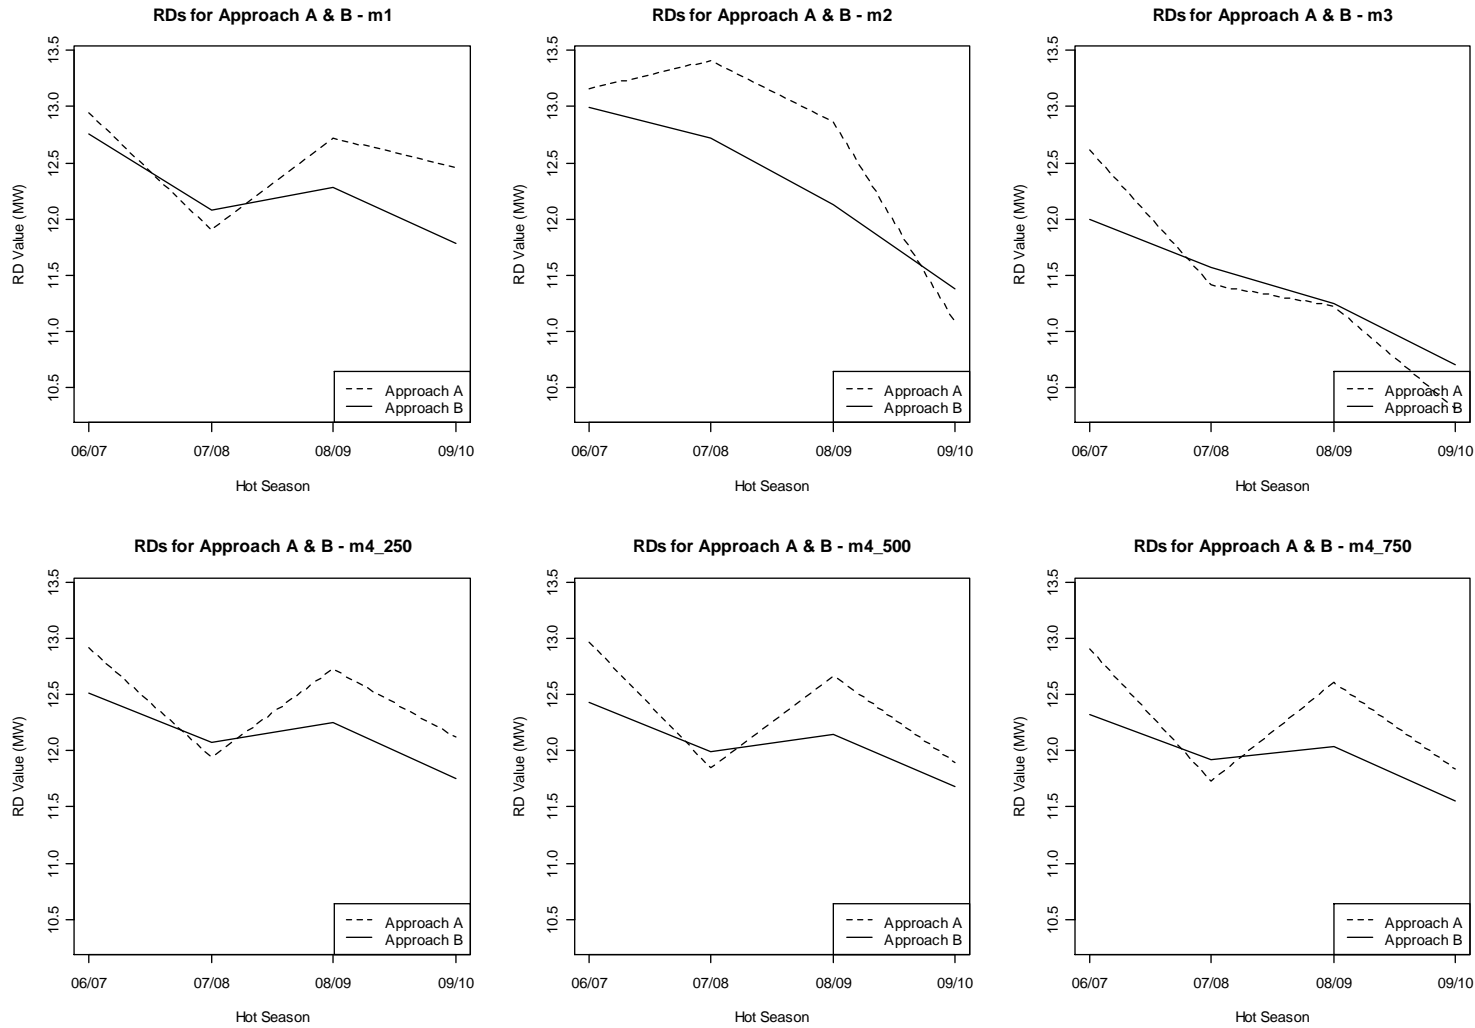 RDs for Approach A & B - m1
RD Value (MW)
13.5
13.0
12.5
12.0
11.5
11.0
10.5
Approach A
Approach B
06/07 07/08 08/09 09/10
Hot Season
RDs for Approach A & B - m2
RD Value (MW)
13.5
13.0
12.5
12.0
11.5
11.0
10.5
Approach A
Approach B
06/07 07/08 08/09 09/10
Hot Season
RDs for Approach A & B - m3
RD Value (MW)
13.5
13.0
12.5
12.0
11.5
11.0
10.5
Approach A
Approach B
06/07 07/08 08/09 09/10
Hot Season
RDs for Approach A & B - m4_250
RD Value (MW)
13.5
13.0
12.5
12.0
11.5
11.0
10.5
Approach A
Approach B
06/07 07/08 08/09 09/10
Hot Season
RDs for Approach A & B - m4_500
RD Value (MW)
13.5
13.0
12.5
12.0
11.5
11.0
10.5
Approach A
Approach B
06/07 07/08 08/09 09/10
Hot Season
RDs for Approach A & B - m4_750
RD Value (MW)
13.5
13.0
12.5
12.0
11.5
11.0
10.5
Approach A
Approach B
06/07 07/08 08/09 09/10
Hot Season